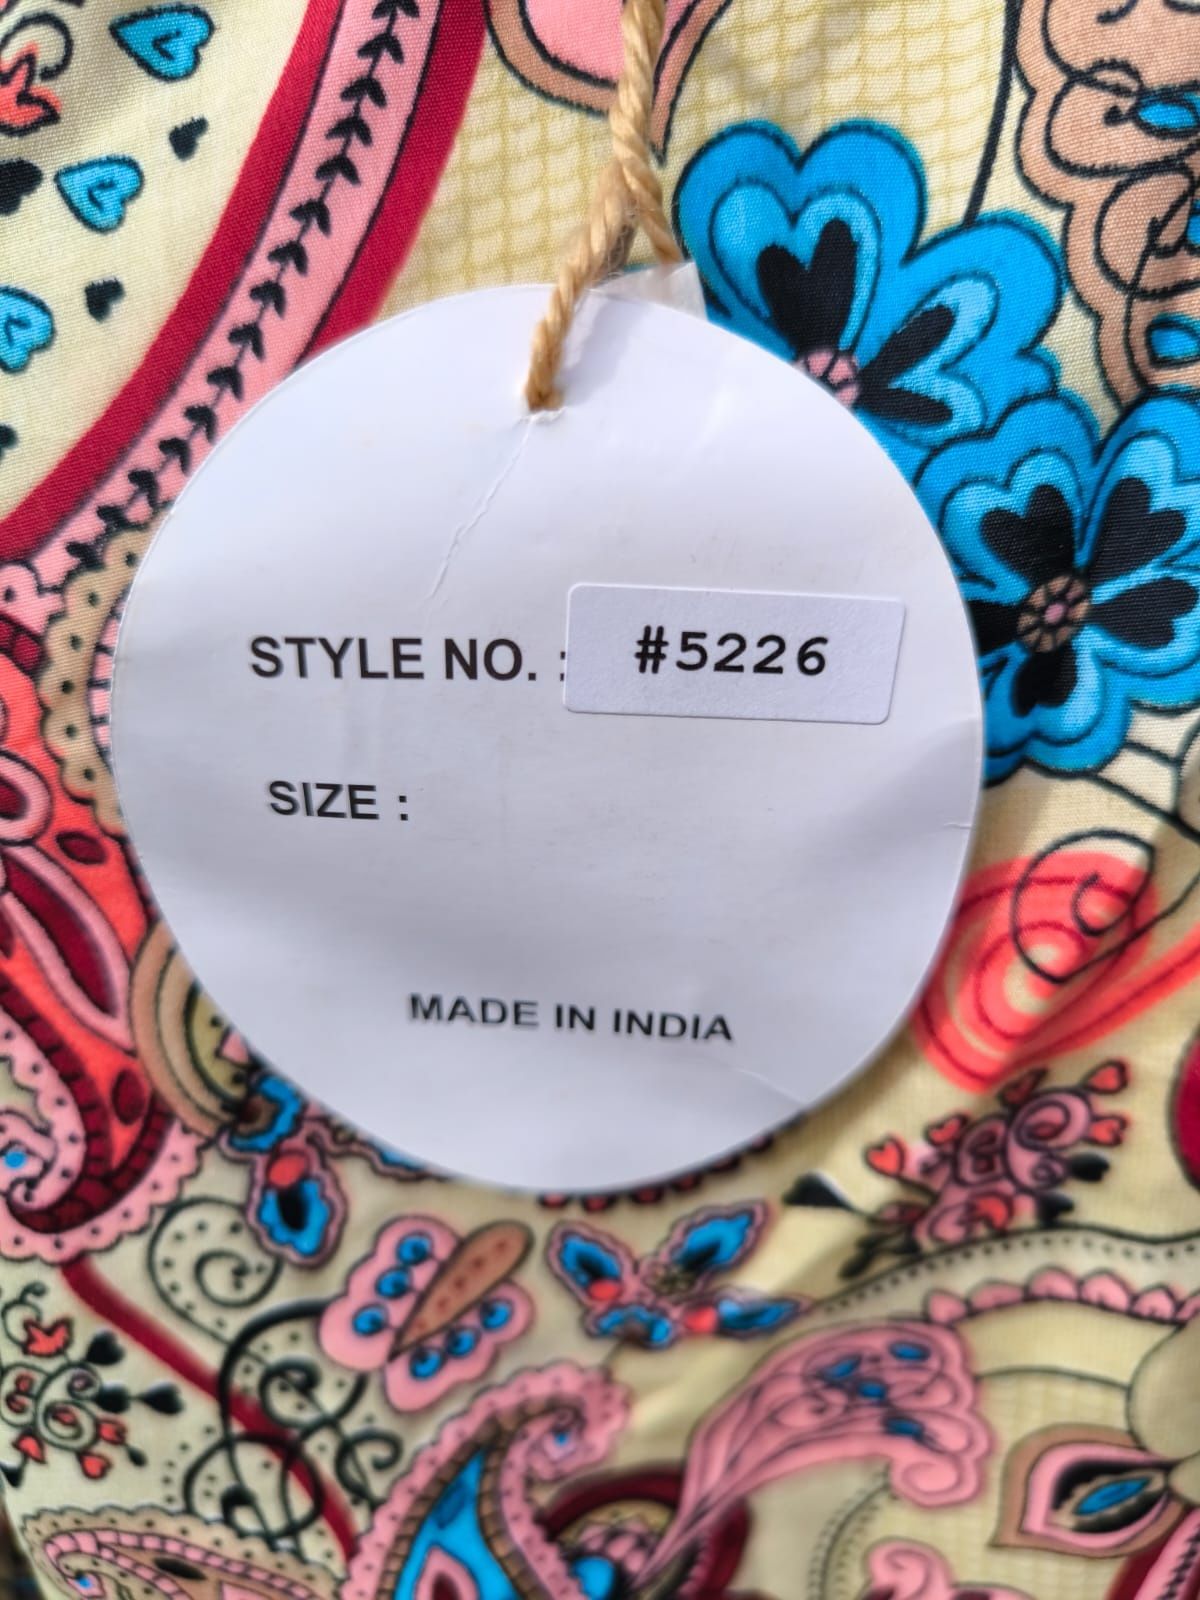 STYLE NO. : #5226
SIZE :
MADE IN INDIA